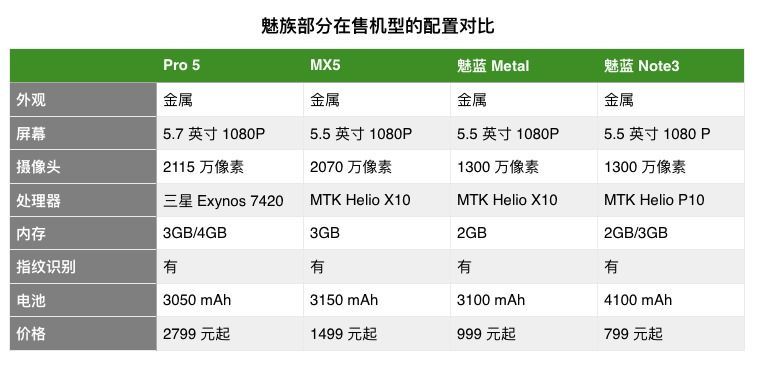 魅族部分在售机型的配置对比
Pro 5 MX5 魅蓝 Metal 魅蓝 Note3
外观 金属 金属 金属 金属
屏幕 5.7 英寸 1080P 5.5 英寸 1080P 5.5 英寸 1080P 5.5 英寸 1080 P
摄像头 2115 万像素 2070 万像素 1300 万像素 1300 万像素
处理器 三星 Exynos 7420 MTK Helio X10 MTK Helio X10 MTK Helio P10
内存 3GB/4GB 3GB 2GB 2GB/3GB
指纹识别 有 有 有 有
电池 3050 mAh 3150 mAh 3100 mAh 4100 mAh
价格 2799 元起 1499 元起 999 元起 799 元起